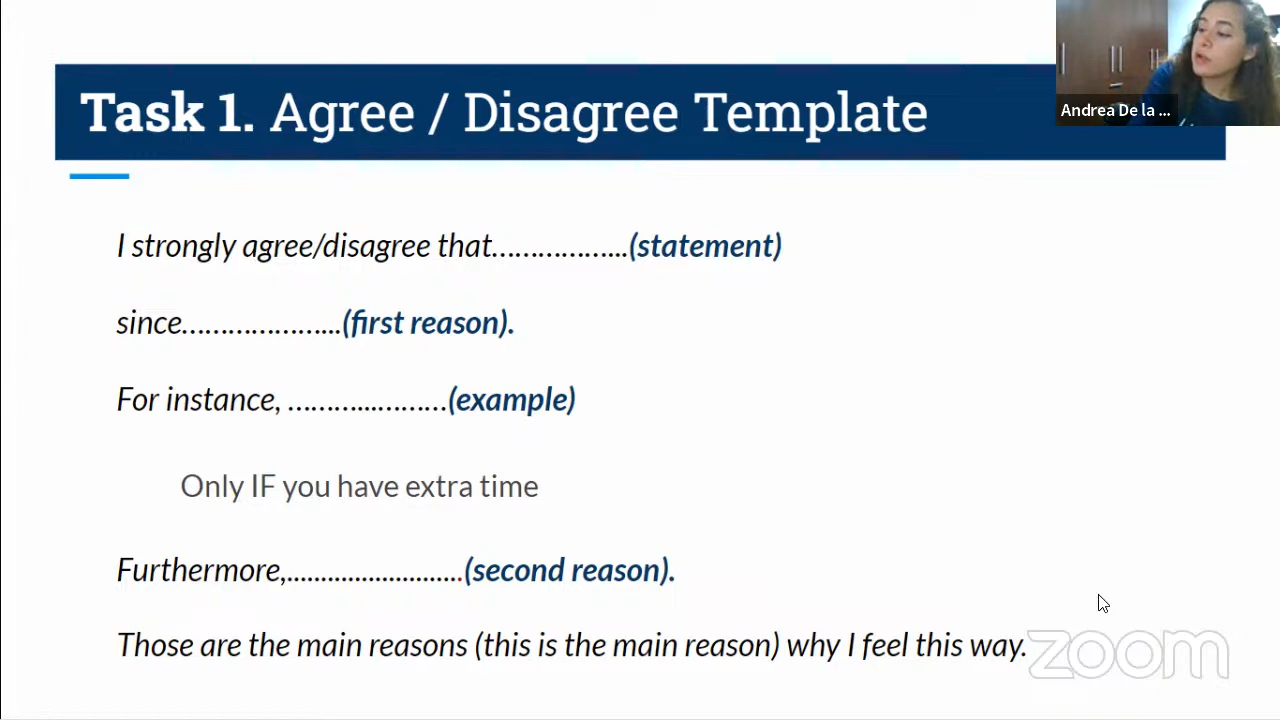 Task 1. Agree / Disagree Template
Andrea De la ...
I strongly agree/disagree that……………...(statement)
since………………...(first reason).
For instance, ………...………(example)
Only IF you have extra time
Furthermore,..........................(second reason).
Those are the main reasons (this is the main reason) why I feel this way.
zoom